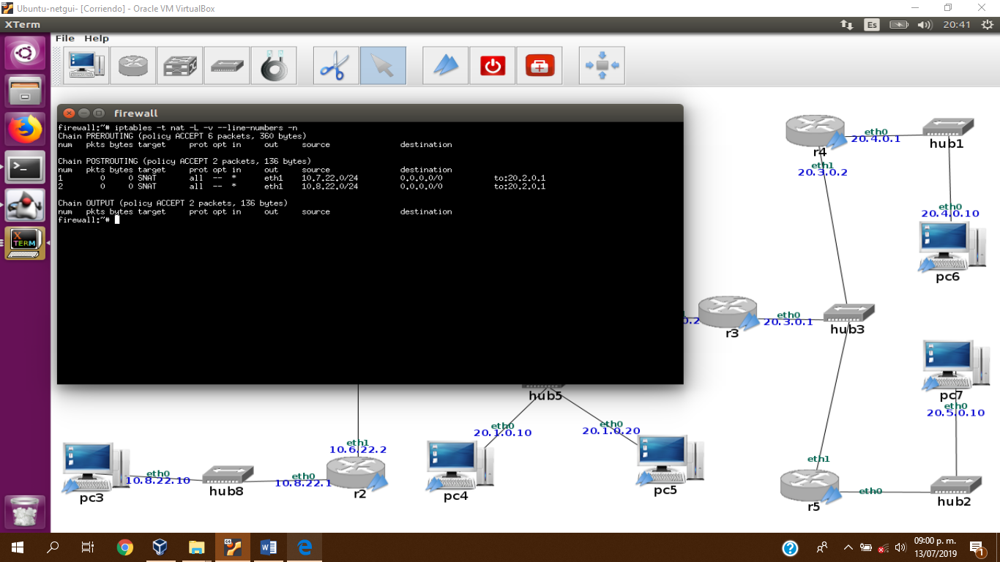 Ubuntu-netgui- [Corriendo] - Oracle VM VirtualBox
XTerm
Es
20:41
File Help
firewall
firewall:~# iptables -t nat -L -v --line-numbers -n
Chain PREROUTING (policy ACCEPT 6 packets, 360 bytes)
num pkts bytes target prot opt in out source destination
Chain POSTROUTING (policy ACCEPT 2 packets, 136 bytes)
num pkts bytes target prot opt in out source destination
1 0 0 SNAT all -- * eth1 10.7.22.0/24 0.0.0.0/0 to:20.2.0.1
2 0 0 SNAT all -- * eth1 10.8.22.0/24 0.0.0.0/0 to:20.2.0.1
Chain OUTPUT (policy ACCEPT 2 packets, 136 bytes)
num pkts bytes target prot opt in out source destination
firewall:~#
X TERM
eth0
20.4.0.1
hub1
r4
eth1
20.3.0.2
eth0
20.4.0.10
pc6
0.2
eth0
20.3.0.1
r3
hub3
hub5
pc7
eth0
20.5.0.10
eth0
20.1.0.10
eth0
20.1.0.20
eth1
10.6.22.2
eth1
eth0
10.8.22.10
eth0
10.8.22.1
pc3
hub8
r2
pc4
pc5
r5
eth0
hub2
09:00 p. m.
13/07/2019
1